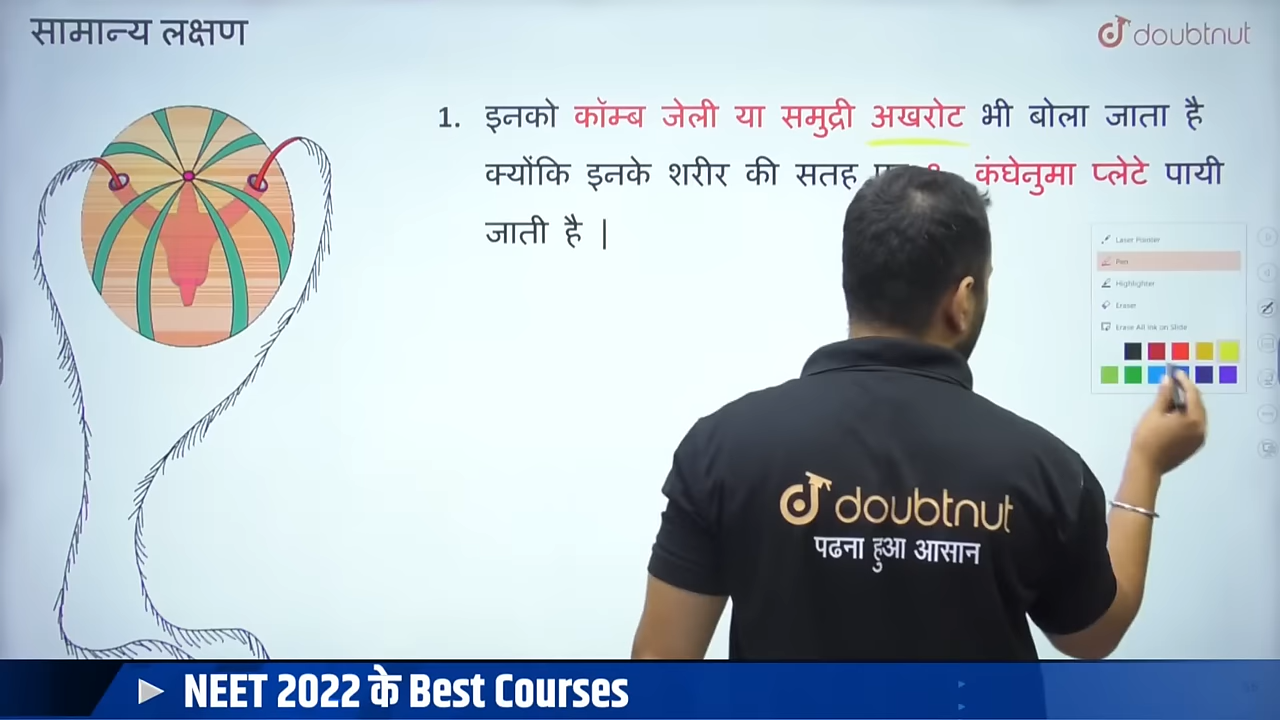 सामान्य लक्षण
doubtnut
1. इनको कॉम्ब जेली या समुद्री अखरोट भी बोला जाता है
क्योंकि इनके शरीर की सतह कंघेनुमा प्लेटे पायी
जाती है |
Laser Pointer
Pen
Highlighter
Eraser
Erase All Ink on Slide
doubtnut
पढना हुआ आसान
NEET 2022 के Best Courses